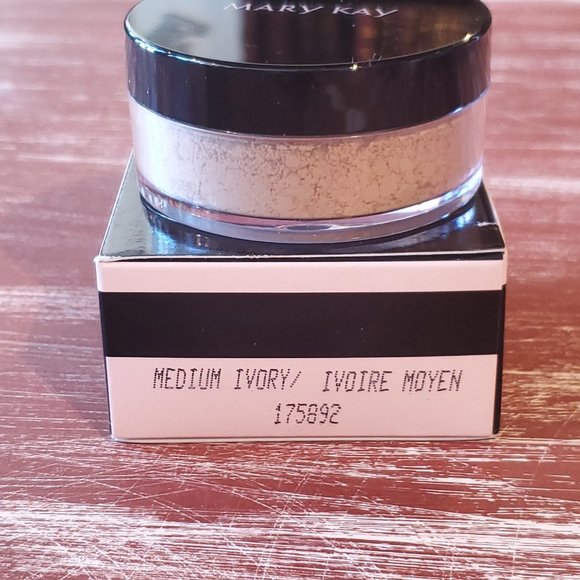 MARY KAY
MEDIUM IVORY/ IVOIRE MOYEN
175892